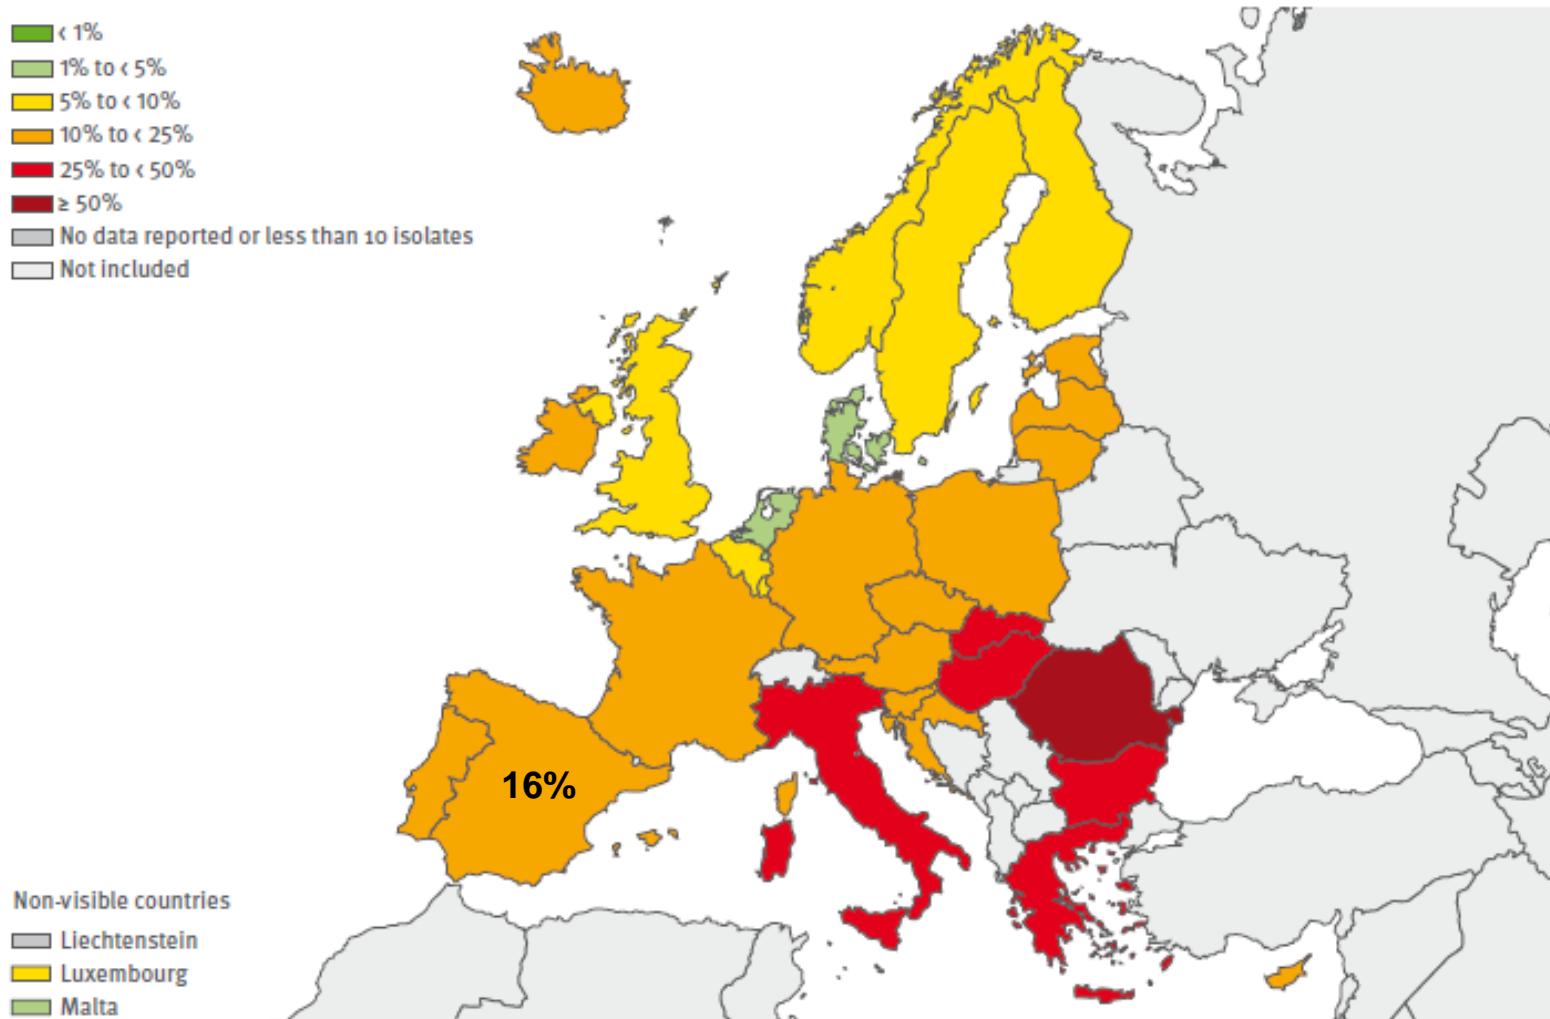 < 1%
1% to < 5%
5% to < 10%
10% to < 25%
25% to < 50%
≥ 50%
No data reported or less than 10 isolates
Not included
16%
Non-visible countries
Liechtenstein
Luxembourg
Malta